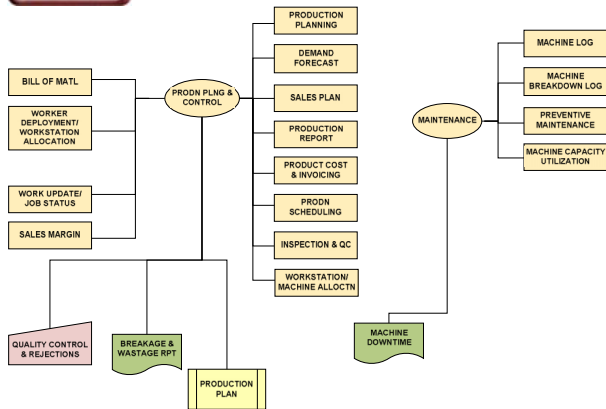 PRODUCTION
PLANNING
DEMAND
FORECAST
SALES PLAN
PRODUCTION
REPORT
PRODUCT COST
& INVOICING
PRODN
SCHEDULING
INSPECTION & QC
WORKSTATION/
MACHINE ALLOCTN
PRODN PLNG &
CONTROL
BILL OF MATL
WORKER
DEPLOYMENT/
WORKSTATION
ALLOCATION
WORK UPDATE/
JOB STATUS
SALES MARGIN
QUALITY CONTROL
& REJECTIONS
BREAKAGE &
WASTAGE RPT
PRODUCTION
PLAN
MAINTENANCE
MACHINE LOG
MACHINE
BREAKDOWN LOG
PREVENTIVE
MAINTENANCE
MACHINE CAPACITY
UTILIZATION
MACHINE
DOWNTIME